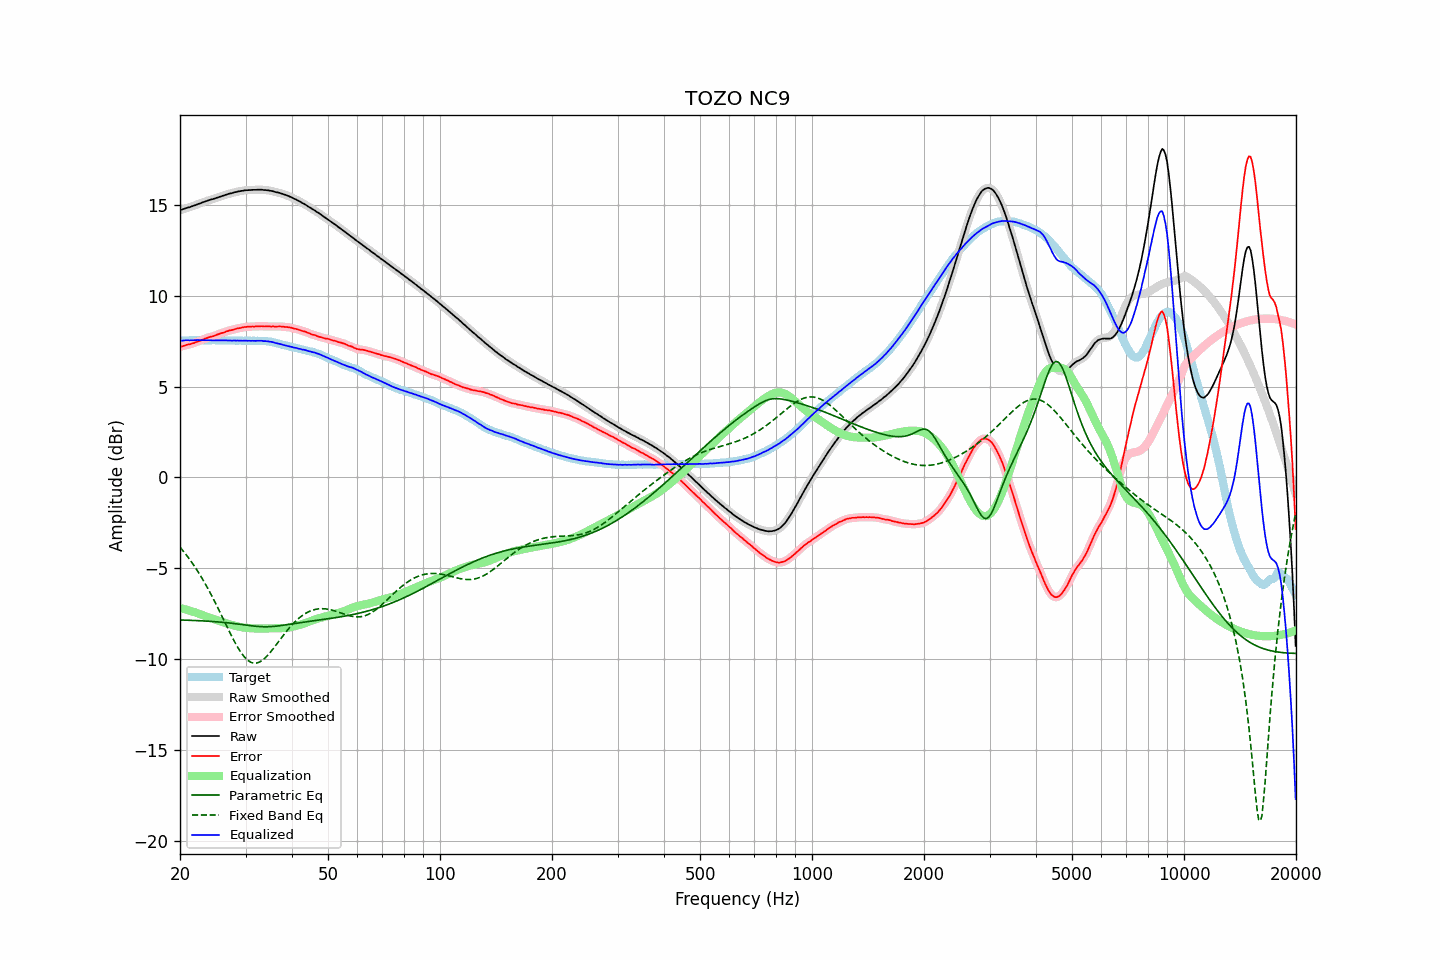 TOZO NC9
Amplitude (dBr)
15
10
5
0
−5
−10
−15
−20
Target
Raw Smoothed
Error Smoothed
Raw
Error
Equalization
Parametric Eq
Fixed Band Eq
Equalized
20 50 100 200 500 1000 2000 5000 10000 20000
Frequency (Hz)